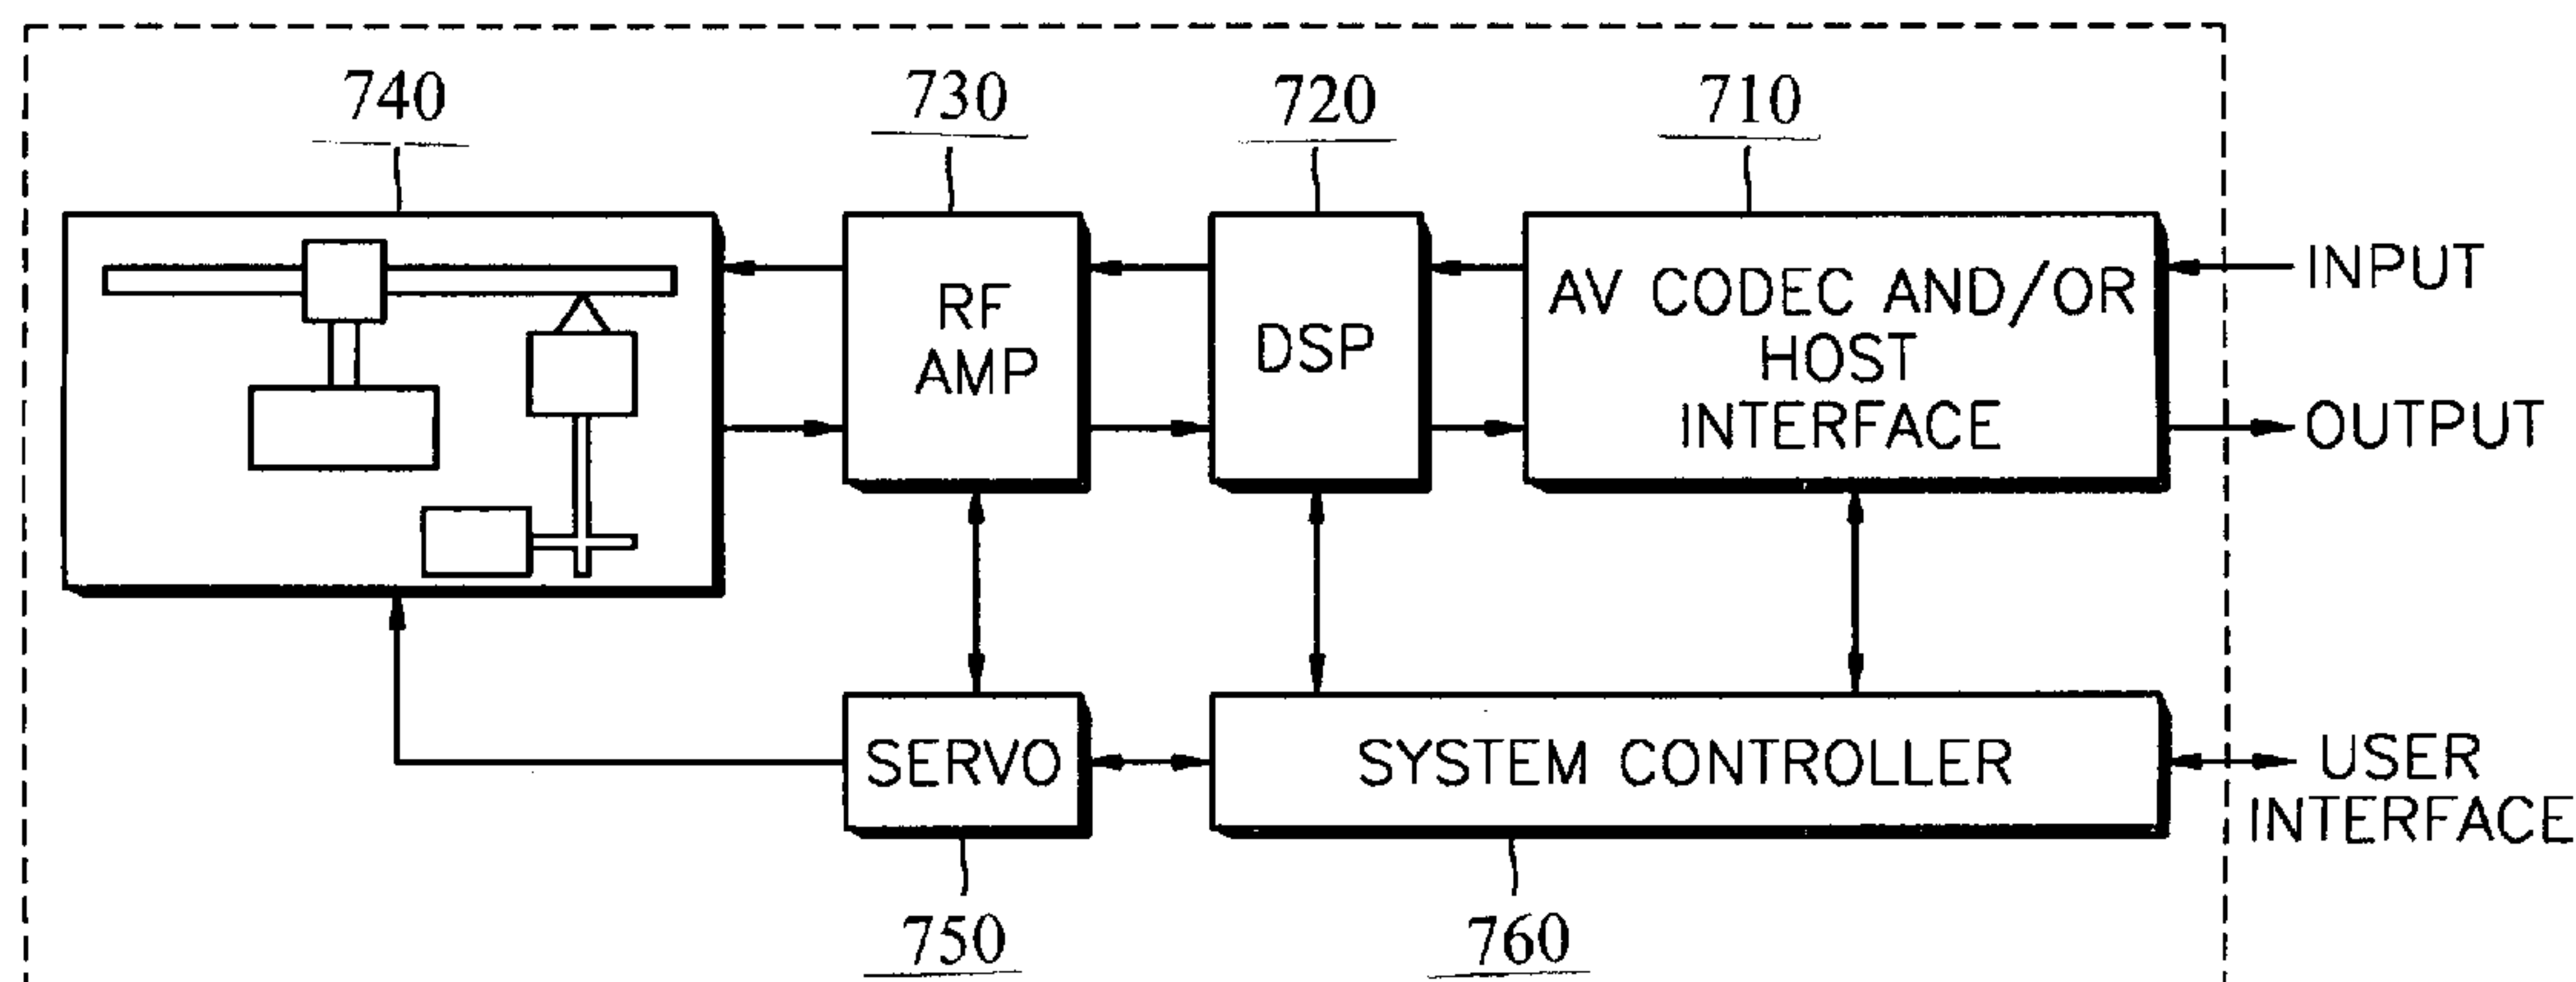 740
730
720
710
RF
AMP
DSP
AV CODEC AND/OR
HOST
INTERFACE
INPUT
OUTPUT
SERVO
SYSTEM CONTROLLER
USER
INTERFACE
750
760